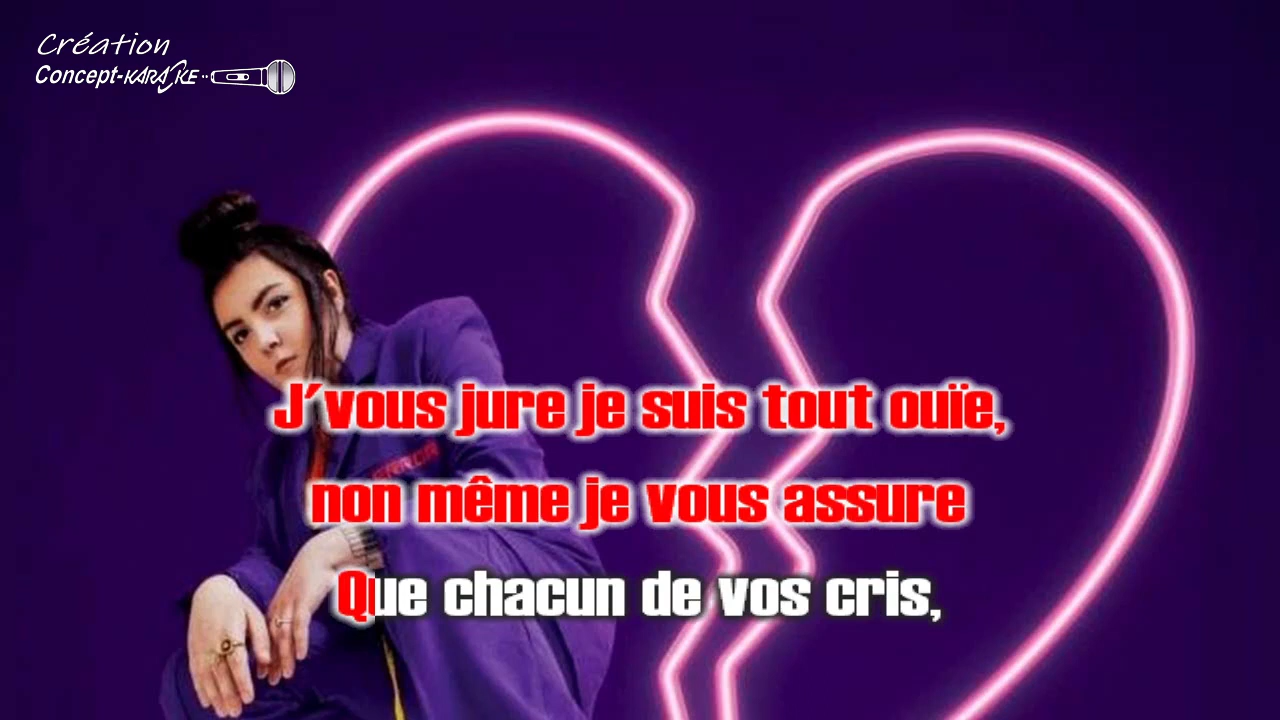 Création
Concept-KARAOKE
J'vous jure je suis tout ouïe,
non même je vous assure
Que chacun de vos cris,